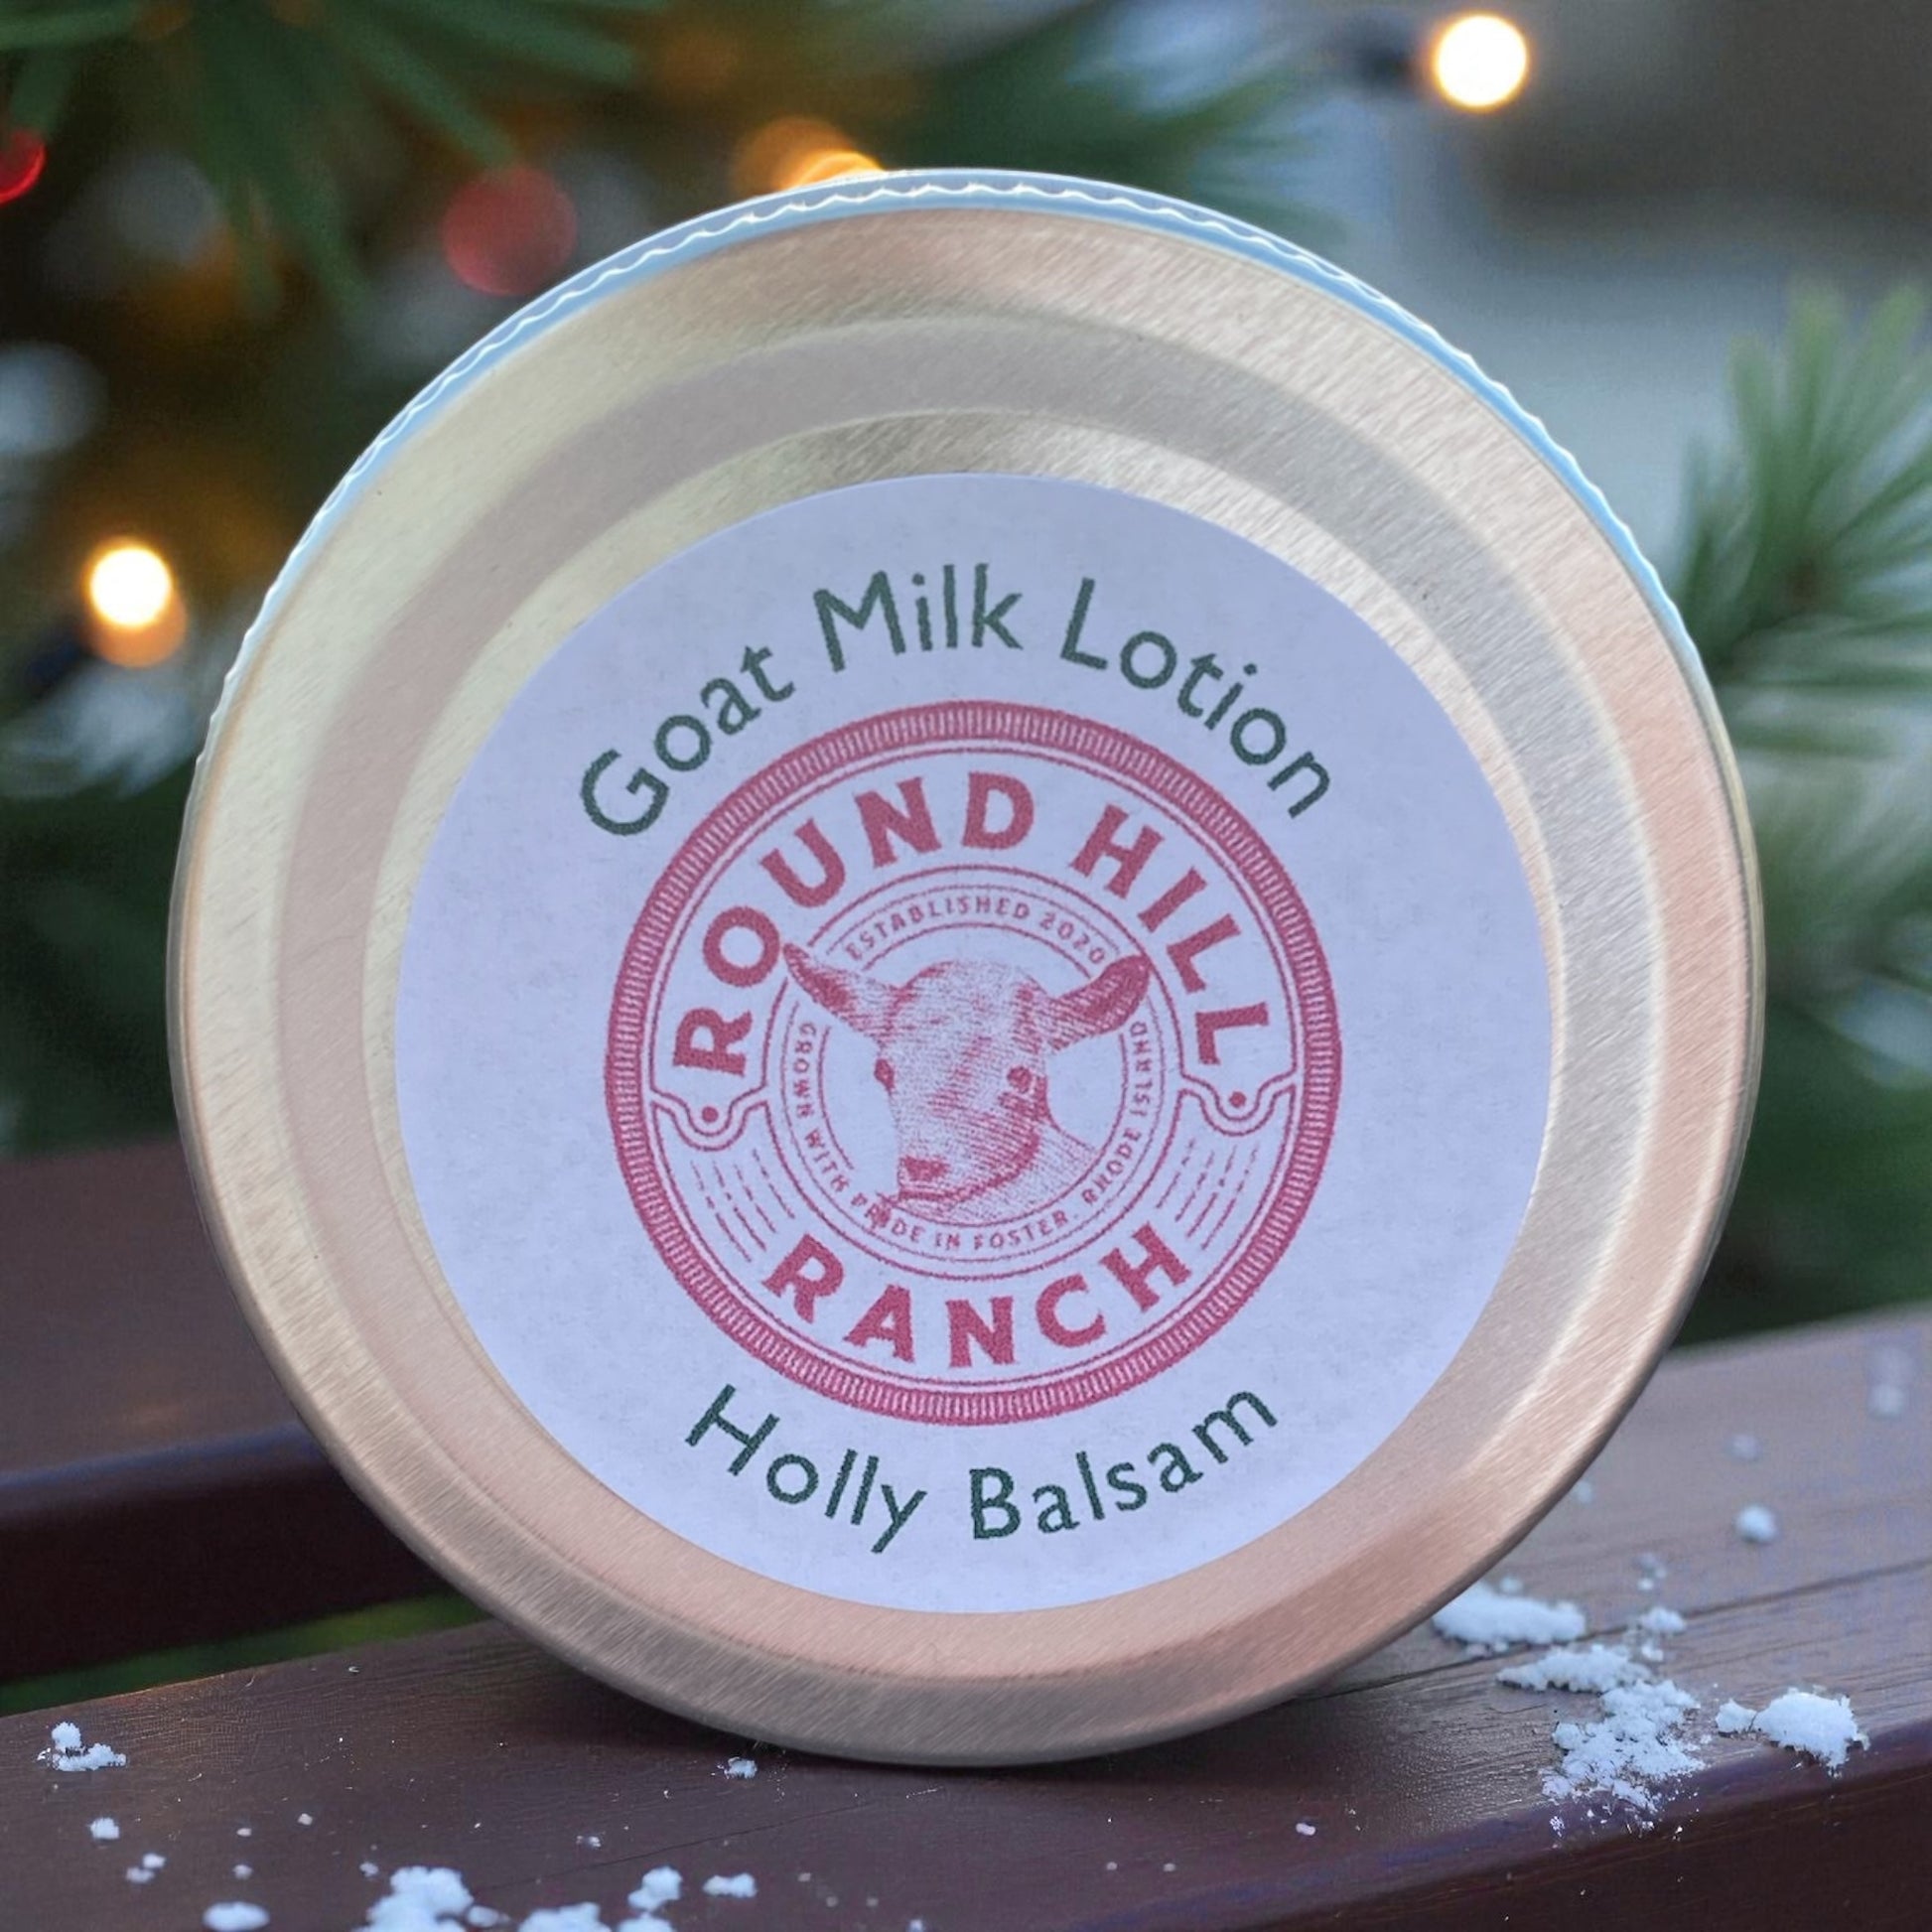 Goat Milk Lotion
ROUND HILL
ESTABLISHED 2020
GROWN WITH PRIDE IN FOSTER, RHODE ISLAND
RANCH
Holly Balsam